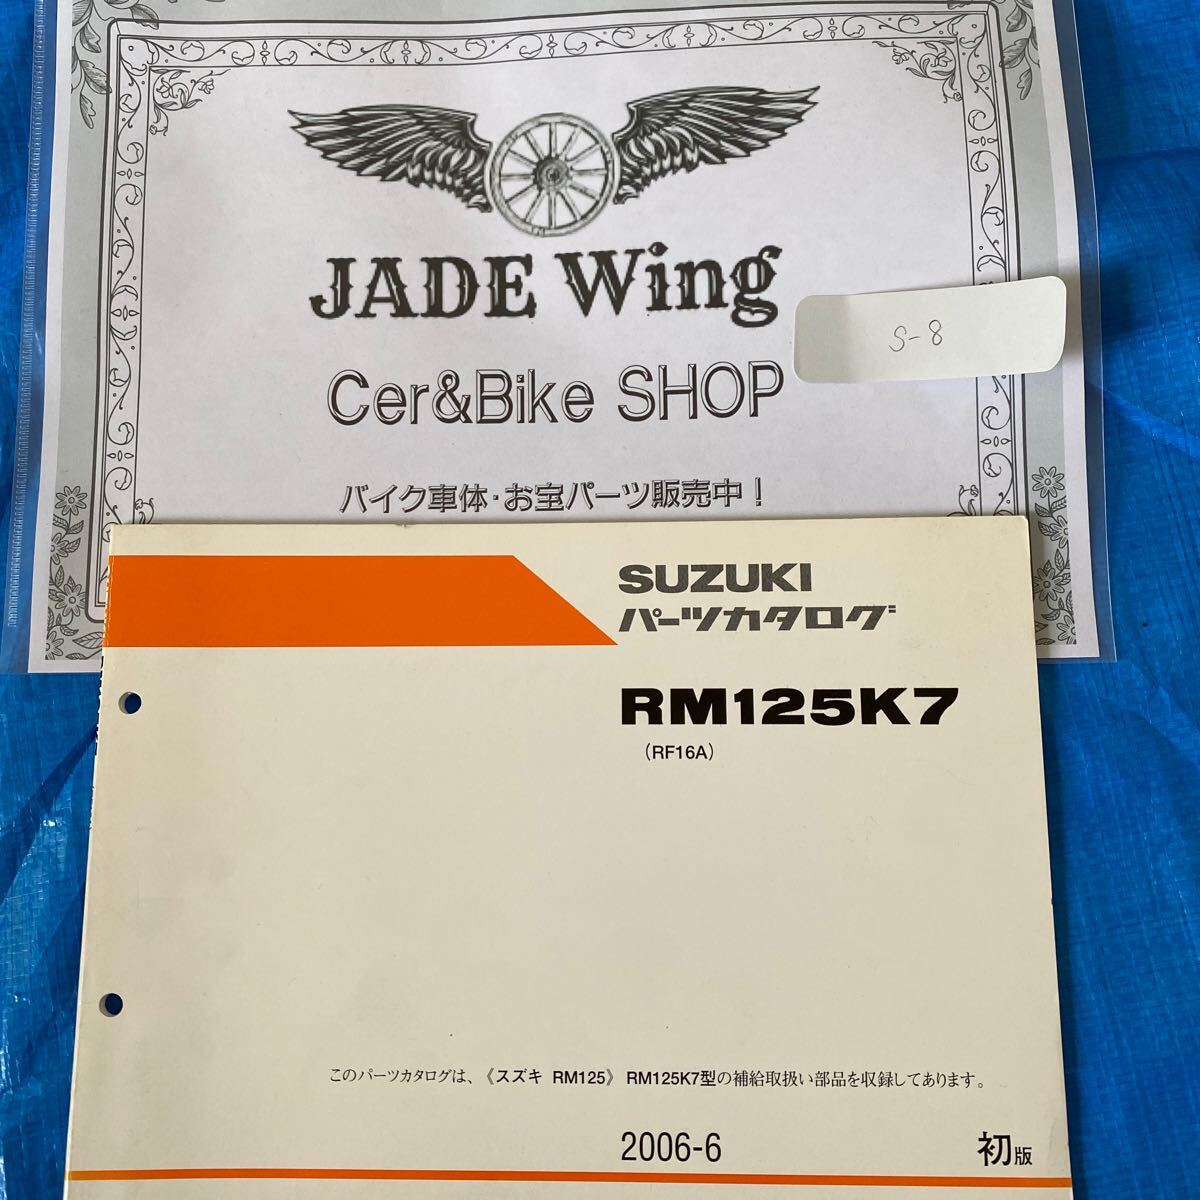 JADE Wing
S-8
Cer&Bike SHOP
バイク車体・お宝パーツ販売中！
SUZUKI
パーツカタログ
RM125K7
(RF16A)
このパーツカタログは、《スズキ RM125》 RM125K7型の補給取扱い部品を収録してあります。
2006-6 初版